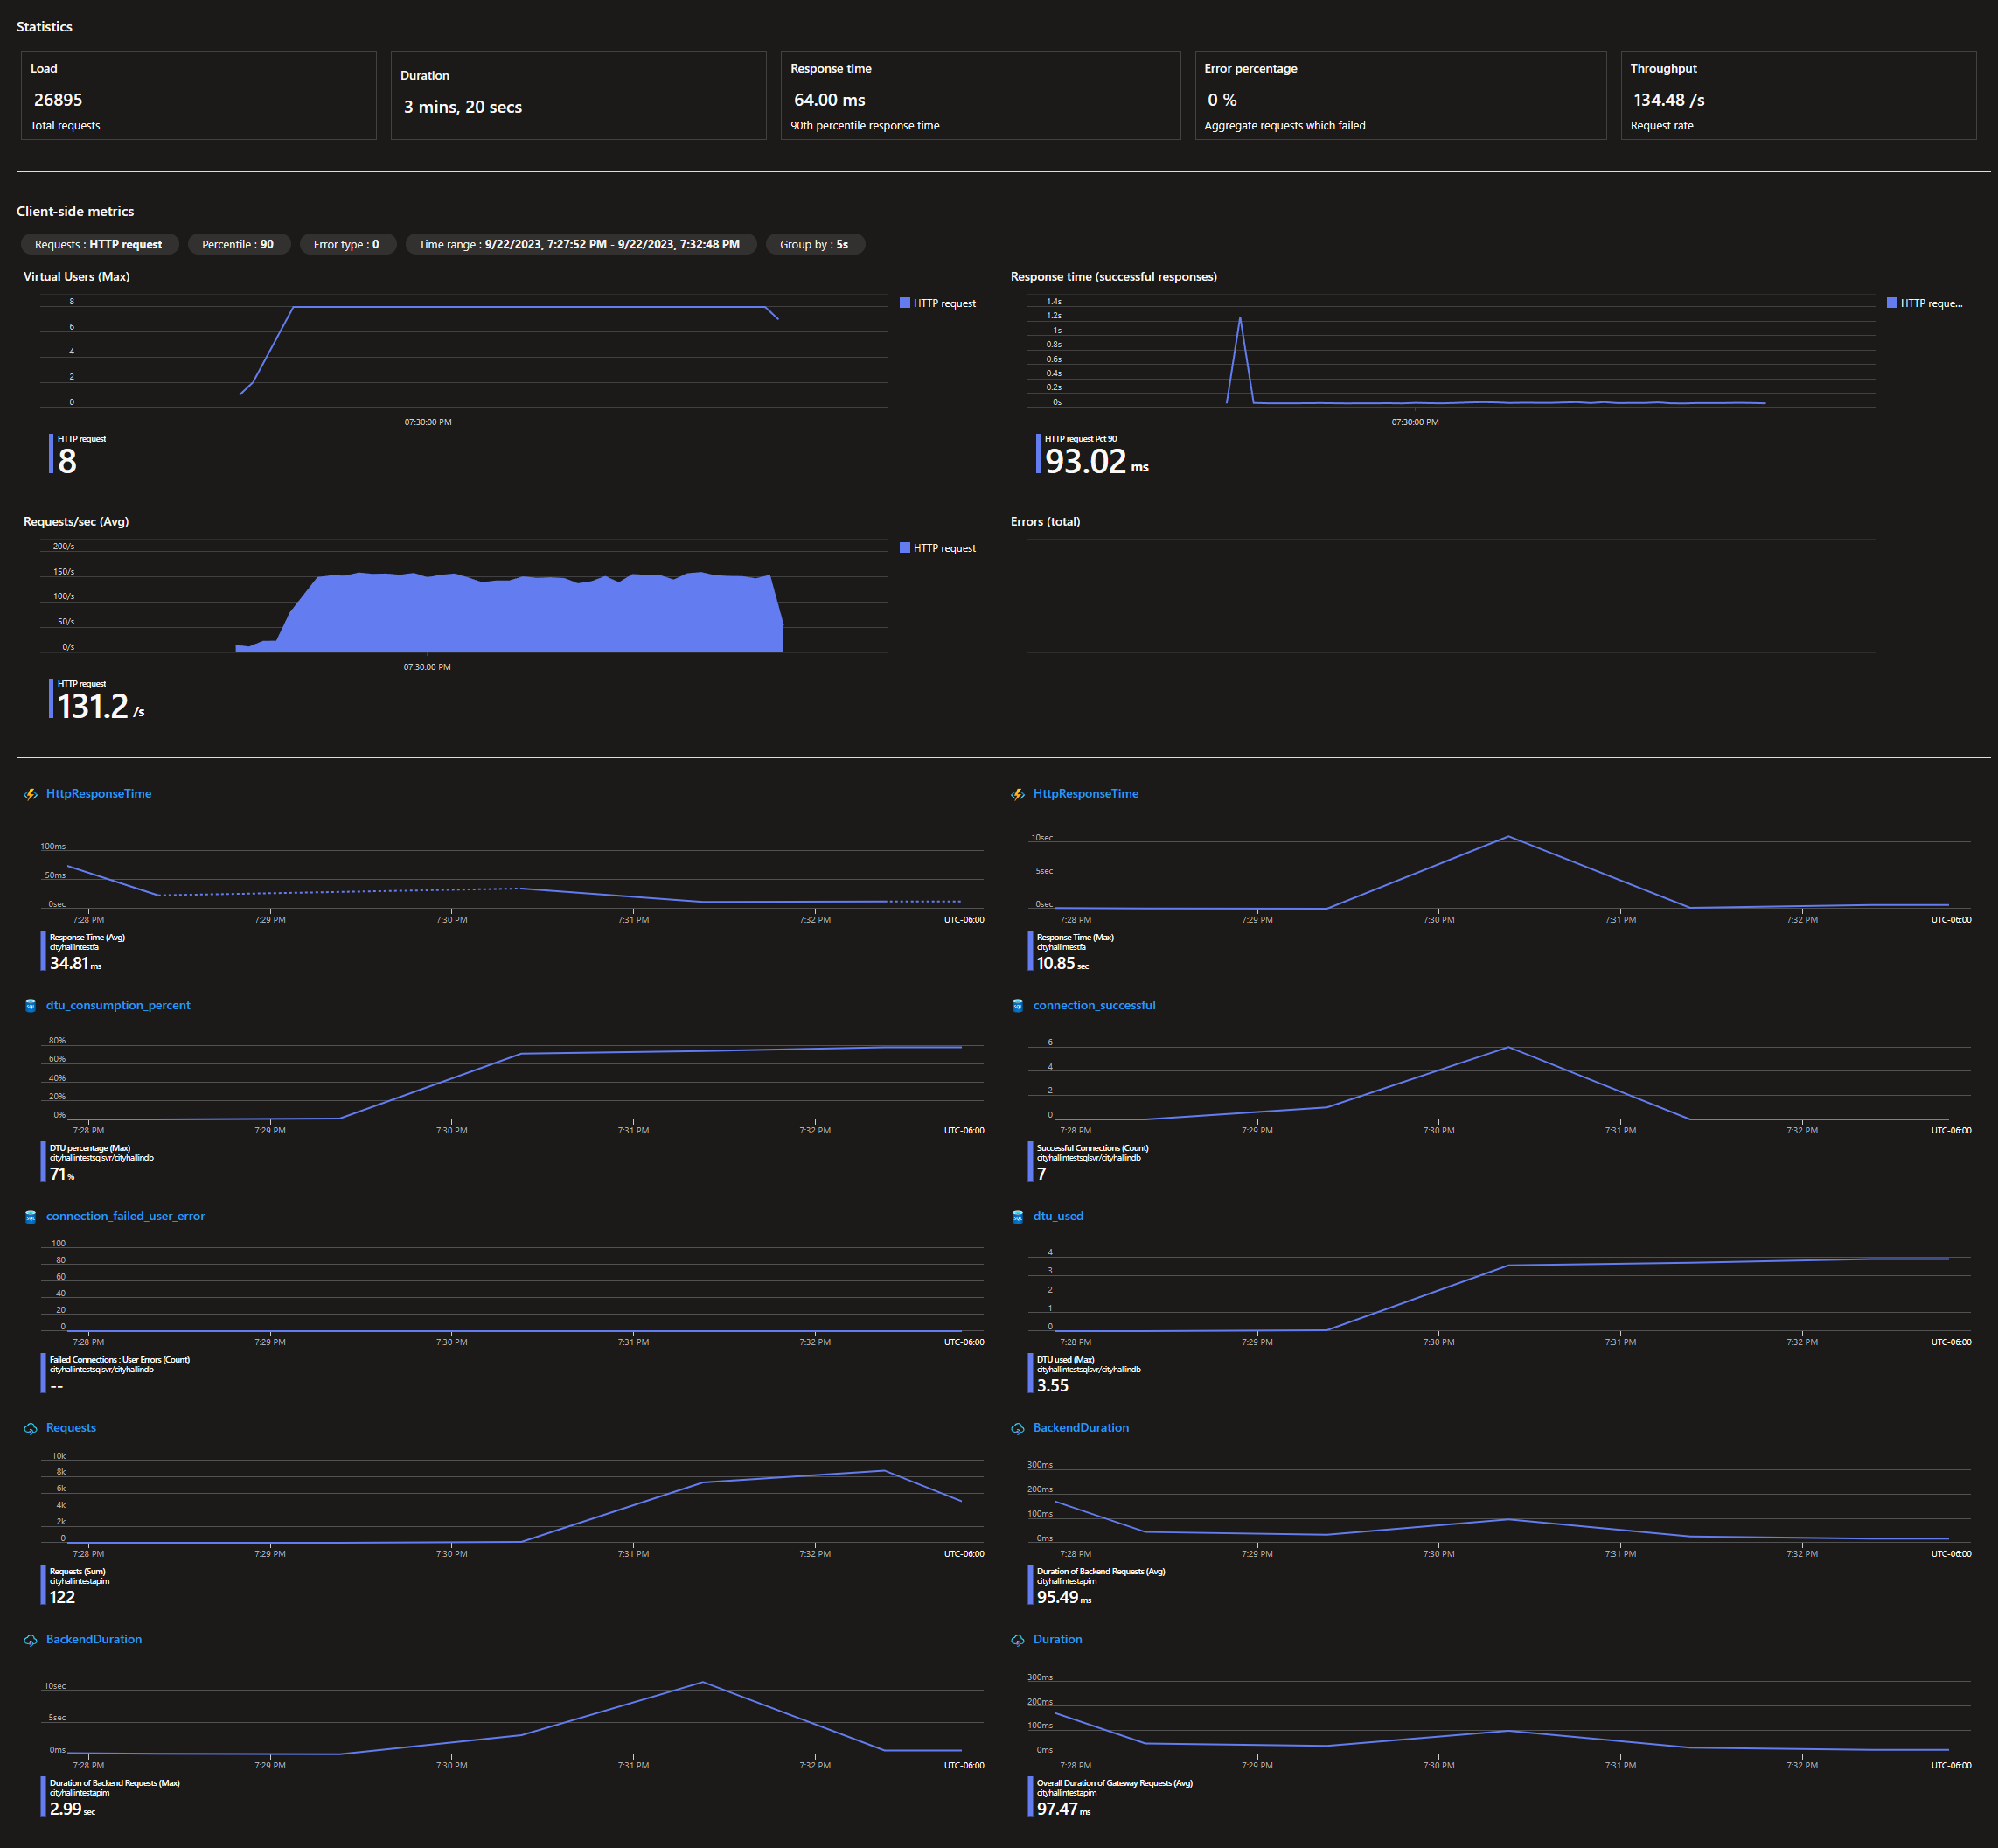 Statistics
Load
26895
Total requests
Duration
3 mins, 20 secs
Response time
64.00 ms
90th percentile response time
Error percentage
0 %
Aggregate requests which failed
Throughput
134.48 /s
Request rate
Client-side metrics
Requests : HTTP request
Percentile : 90
Error type : 0
Time range : 9/22/2023, 7:27:52 PM - 9/22/2023, 7:32:48 PM
Group by : 5s
Virtual Users (Max)
8
6
4
2
0
07:30:00 PM
HTTP request
HTTP request
8
Response time (successful responses)
1.4s
1.2s
1s
0.8s
0.6s
0.4s
0.2s
0s
07:30:00 PM
HTTP reque...
HTTP request Pct 90
93.02 ms
Requests/sec (Avg)
200/s
150/s
100/s
50/s
0/s
07:30:00 PM
HTTP request
HTTP request
131.2 /s
Errors (total)
HttpResponseTime
100ms
50ms
0sec
7:28 PM 7:29 PM 7:30 PM 7:31 PM 7:32 PM UTC-06:00
Response Time (Avg)
cityhallintestfa
34.81 ms
HttpResponseTime
10sec
5sec
0sec
7:28 PM 7:29 PM 7:30 PM 7:31 PM 7:32 PM UTC-06:00
Response Time (Max)
cityhallintestfa
10.85 sec
dtu_consumption_percent
80%
60%
40%
20%
0%
7:28 PM 7:29 PM 7:30 PM 7:31 PM 7:32 PM UTC-06:00
DTU percentage (Max)
cityhallintestsqlsvr/cityhallindb
71 %
connection_successful
6
4
2
0
7:28 PM 7:29 PM 7:30 PM 7:31 PM 7:32 PM UTC-06:00
Successful Connections (Count)
cityhallintestsqlsvr/cityhallindb
7
connection_failed_user_error
100
80
60
40
20
0
7:28 PM 7:29 PM 7:30 PM 7:31 PM 7:32 PM UTC-06:00
Failed Connections : User Errors (Count)
cityhallintestsqlsvr/cityhallindb
--
dtu_used
4
3
2
1
0
7:28 PM 7:29 PM 7:30 PM 7:31 PM 7:32 PM UTC-06:00
DTU used (Max)
cityhallintestsqlsvr/cityhallindb
3.55
Requests
10k
8k
6k
4k
2k
0
7:28 PM 7:29 PM 7:30 PM 7:31 PM 7:32 PM UTC-06:00
Requests (Sum)
cityhallintestapim
122
BackendDuration
300ms
200ms
100ms
0ms
7:28 PM 7:29 PM 7:30 PM 7:31 PM 7:32 PM UTC-06:00
Duration of Backend Requests (Avg)
cityhallintestapim
95.49 ms
BackendDuration
10sec
5sec
0ms
7:28 PM 7:29 PM 7:30 PM 7:31 PM 7:32 PM UTC-06:00
Duration of Backend Requests (Max)
cityhallintestapim
2.99 sec
Duration
300ms
200ms
100ms
0ms
7:28 PM 7:29 PM 7:30 PM 7:31 PM 7:32 PM UTC-06:00
Overall Duration of Gateway Requests (Avg)
cityhallintestapim
97.47 ms